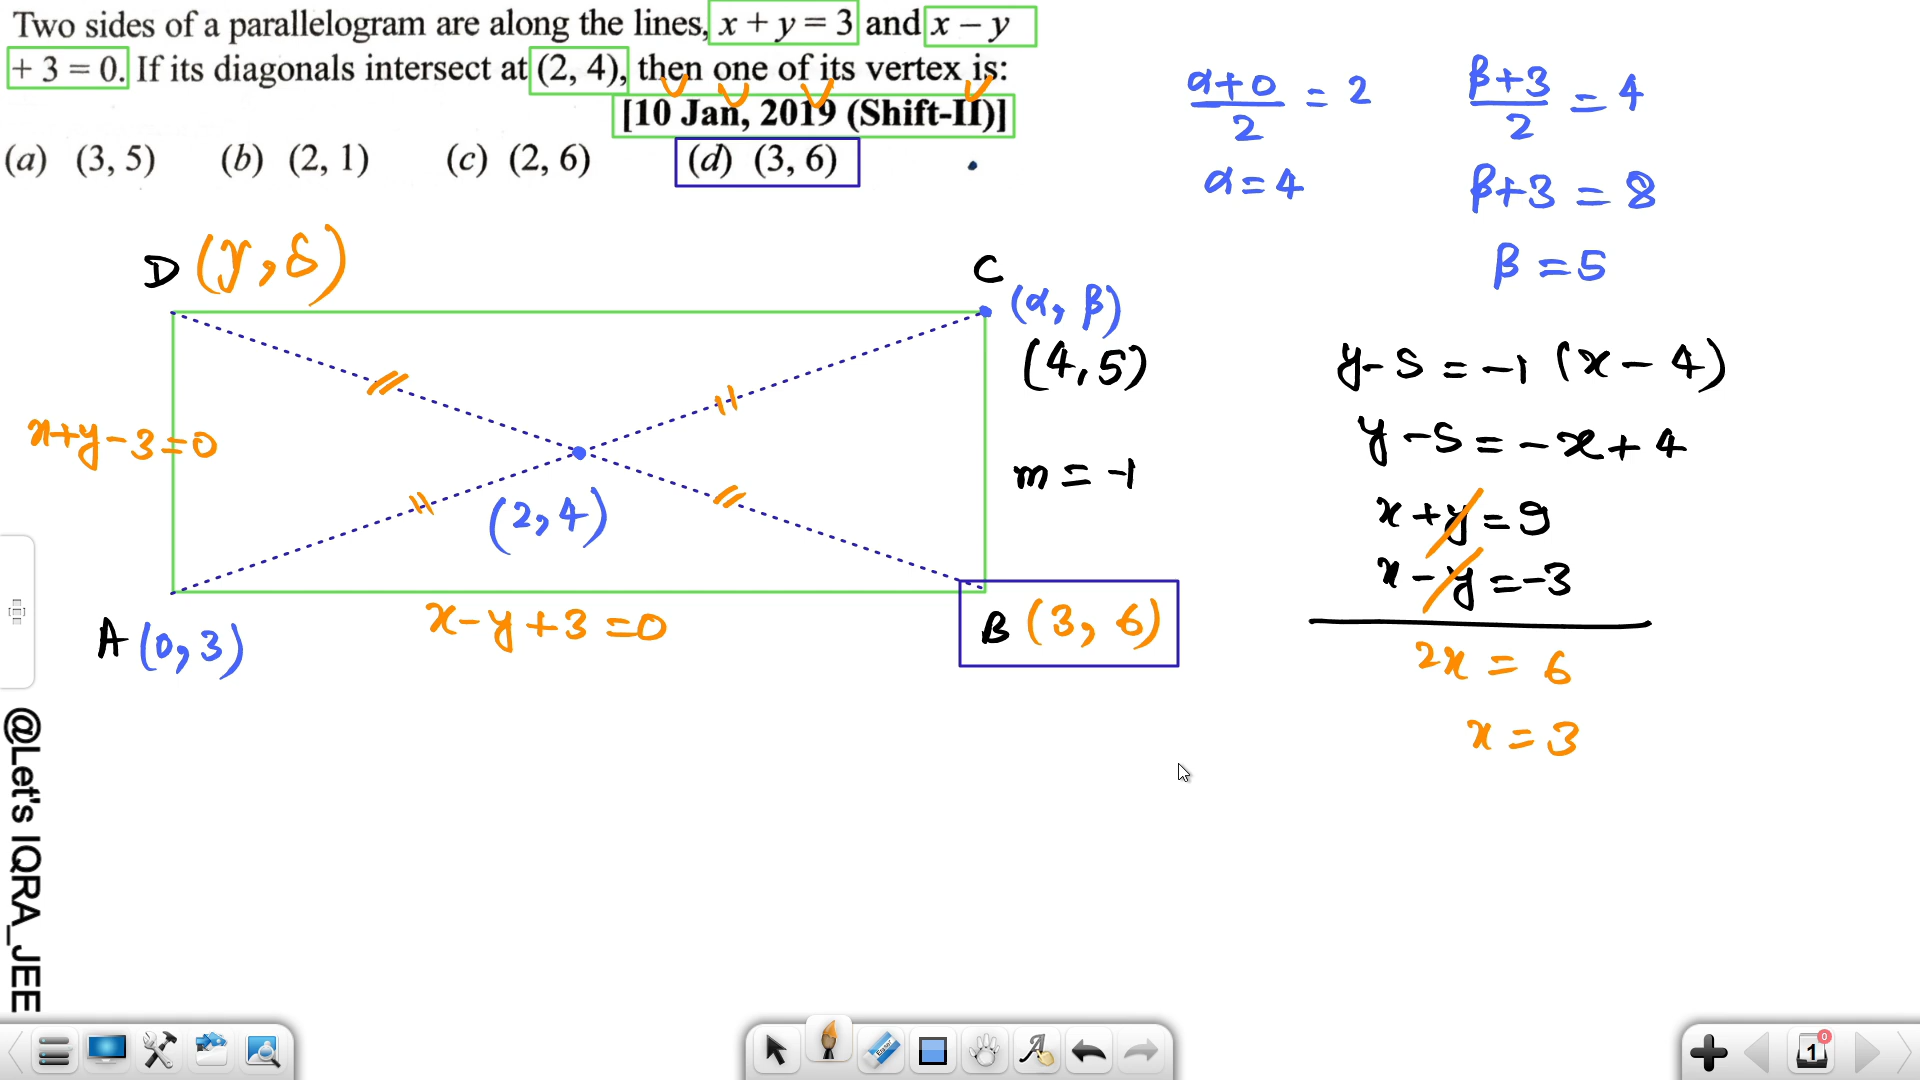 Two sides of a parallelogram are along the lines, x + y = 3 and x – y
+ 3 = 0. If its diagonals intersect at (2, 4), then one of its vertex is:
[10 Jan, 2019 (Shift-II)]
(a) (3, 5) (b) (2, 1) (c) (2, 6) (d) (3, 6)
D (γ, δ)
C
(α, β)
(4, 5)
x+y-3=0
(2, 4)
m = -1
A (0, 3)
x-y+3=0
B (3, 6)
(α+0)/2 = 2
α = 4
(β+3)/2 = 4
β+3 = 8
β = 5
y-5 = -1 (x-4)
y-5 = -x+4
x+y = 9
x-y = -3
2x = 6
x = 3
@Let's IQRA_JEE
Eraser
A
1
0